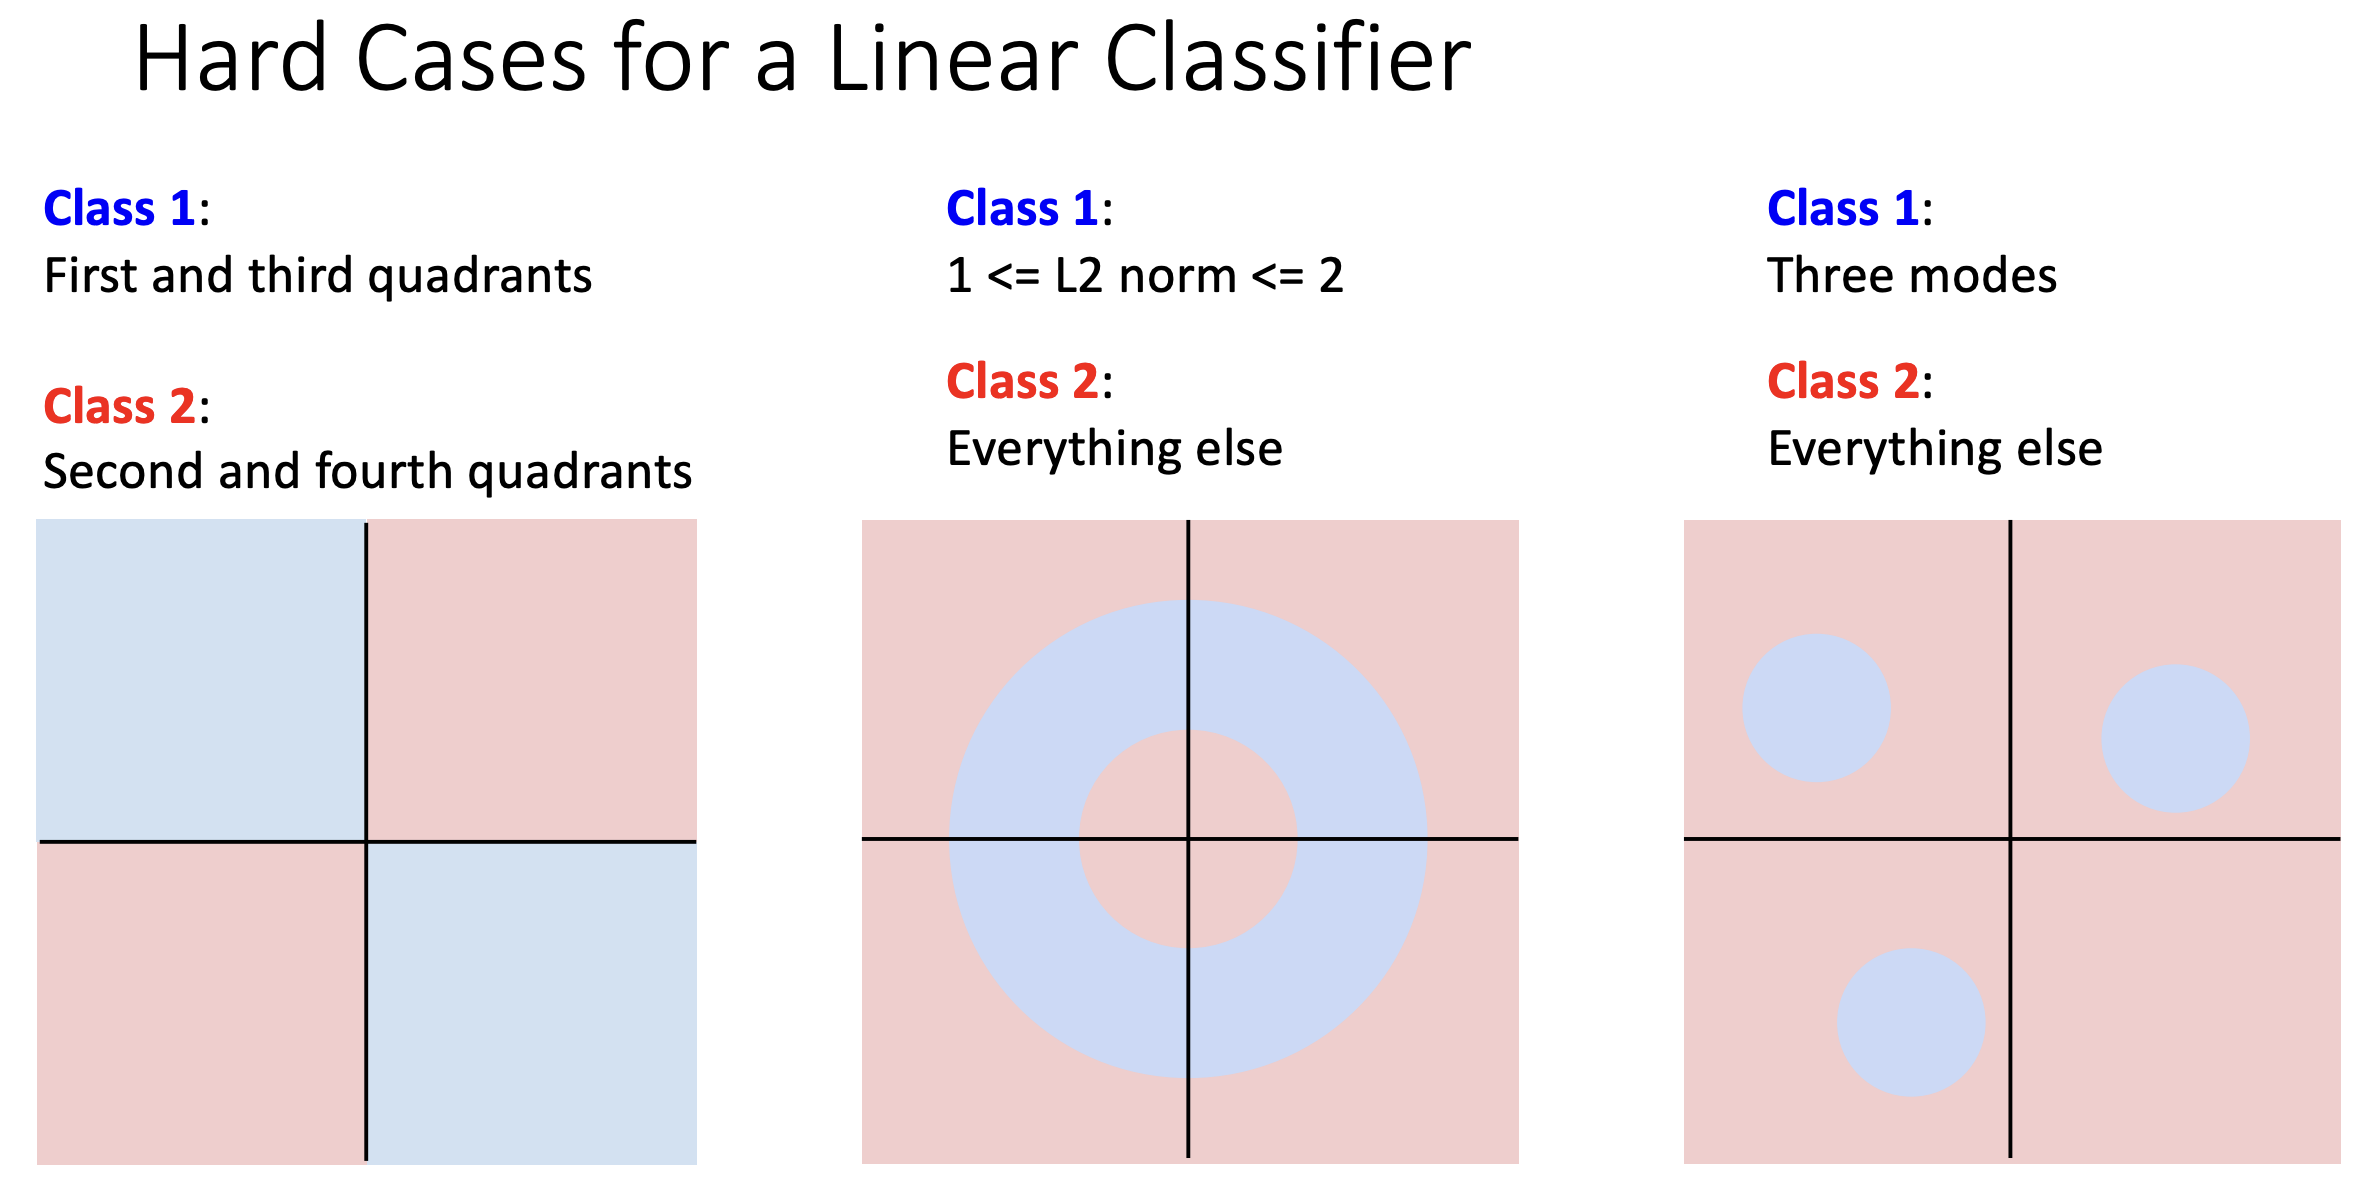 Hard Cases for a Linear Classifier
Class 1:
First and third quadrants
Class 2:
Second and fourth quadrants
Class 1:
1 <= L2 norm <= 2
Class 2:
Everything else
Class 1:
Three modes
Class 2:
Everything else